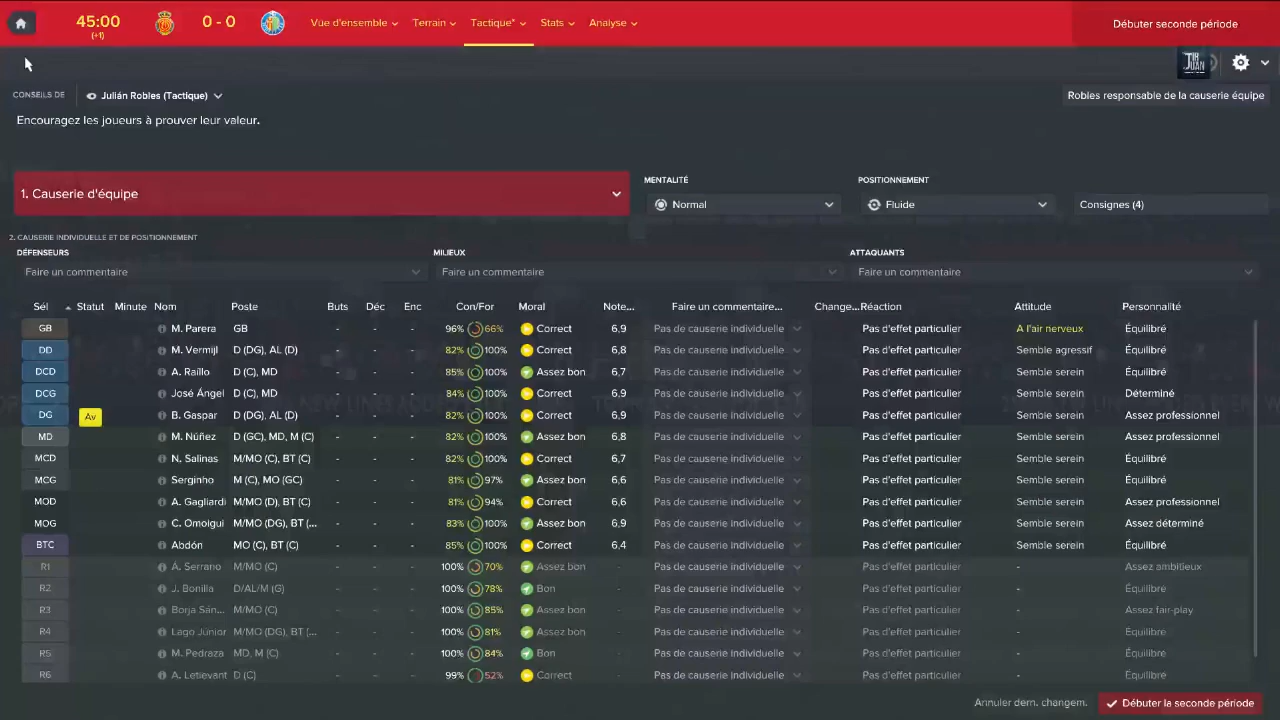 45:00
(+1)
0 - 0
Vue d'ensemble
Terrain
Tactique*
Stats
Analyse
Débuter seconde période
CONSEILS DE
Julián Robles (Tactique)
Robles responsable de la causerie équipe
Encouragez les joueurs à prouver leur valeur.
MENTALITÉ
POSITIONNEMENT
1. Causerie d'équipe
Normal
Fluide
Consignes (4)
2. CAUSERIE INDIVIDUELLE ET DE POSITIONNEMENT
DÉFENSEURS
MILIEUX
ATTAQUANTS
Faire un commentaire
Faire un commentaire
Faire un commentaire
Sél Statut Minute Nom Poste Buts Déc Enc Con/For Moral Note... Faire un commentaire... Change... Réaction Attitude Personnalité
GB M. Parera GB - - - 96% 66% Correct 6,9 Pas de causerie individuelle Pas d'effet particulier A l'air nerveux Équilibré
DD M. Vermijl D (DG), AL (D) - - - 82% 100% Correct 6,8 Pas de causerie individuelle Pas d'effet particulier Semble agressif Équilibré
DCD A. Raíllo D (C), MD - - - 85% 100% Assez bon 6,7 Pas de causerie individuelle Pas d'effet particulier Semble serein Équilibré
DCG José Ángel D (C), MD - - - 84% 100% Correct 6,9 Pas de causerie individuelle Pas d'effet particulier Semble serein Déterminé
DG Av B. Gaspar D (DG), AL (D) - - - 82% 100% Correct 6,9 Pas de causerie individuelle Pas d'effet particulier Semble serein Assez professionnel
MD M. Núñez D (GC), MD, M (C) - - - 82% 100% Assez bon 6,8 Pas de causerie individuelle Pas d'effet particulier Semble serein Assez professionnel
MCD N. Salinas M/MO (C), BT (C) - - - 82% 100% Correct 6,7 Pas de causerie individuelle Pas d'effet particulier Semble serein Équilibré
MCG Serginho M (C), MO (GC) - - - 81% 97% Assez bon 6,6 Pas de causerie individuelle Pas d'effet particulier Semble serein Équilibré
MOD A. Gagliardi M/MO (D), BT (C) - - - 81% 94% Correct 6,6 Pas de causerie individuelle Pas d'effet particulier Semble serein Assez professionnel
MOG C. Omoigui M/MO (DG), BT (... - - - 83% 100% Assez bon 6,9 Pas de causerie individuelle Pas d'effet particulier Semble serein Assez déterminé
BTC Abdón MO (C), BT (C) - - - 85% 100% Correct 6,4 Pas de causerie individuelle Pas d'effet particulier Semble serein Équilibré
R1 Á. Serrano M/MO (C) - - - 100% 70% Assez bon - Pas de causerie individuelle Pas d'effet particulier - Assez ambitieux
R2 J. Bonilla D/AL/M (G) - - - 100% 78% Bon - Pas de causerie individuelle Pas d'effet particulier - Équilibré
R3 Borja San... M/MO (C) - - - 100% 85% Assez bon - Pas de causerie individuelle Pas d'effet particulier - Assez fair-play
R4 Lago Júnior M/MO (DG), BT (... - - - 100% 81% Assez bon - Pas de causerie individuelle Pas d'effet particulier - Équilibré
R5 M. Pedraza MD, M (C) - - - 100% 84% Bon - Pas de causerie individuelle Pas d'effet particulier - Équilibré
R6 A. Letievant D (C) - - - 99% 52% Correct - Pas de causerie individuelle Pas d'effet particulier - Équilibré
Annuler dern. changem.
Débuter la seconde période